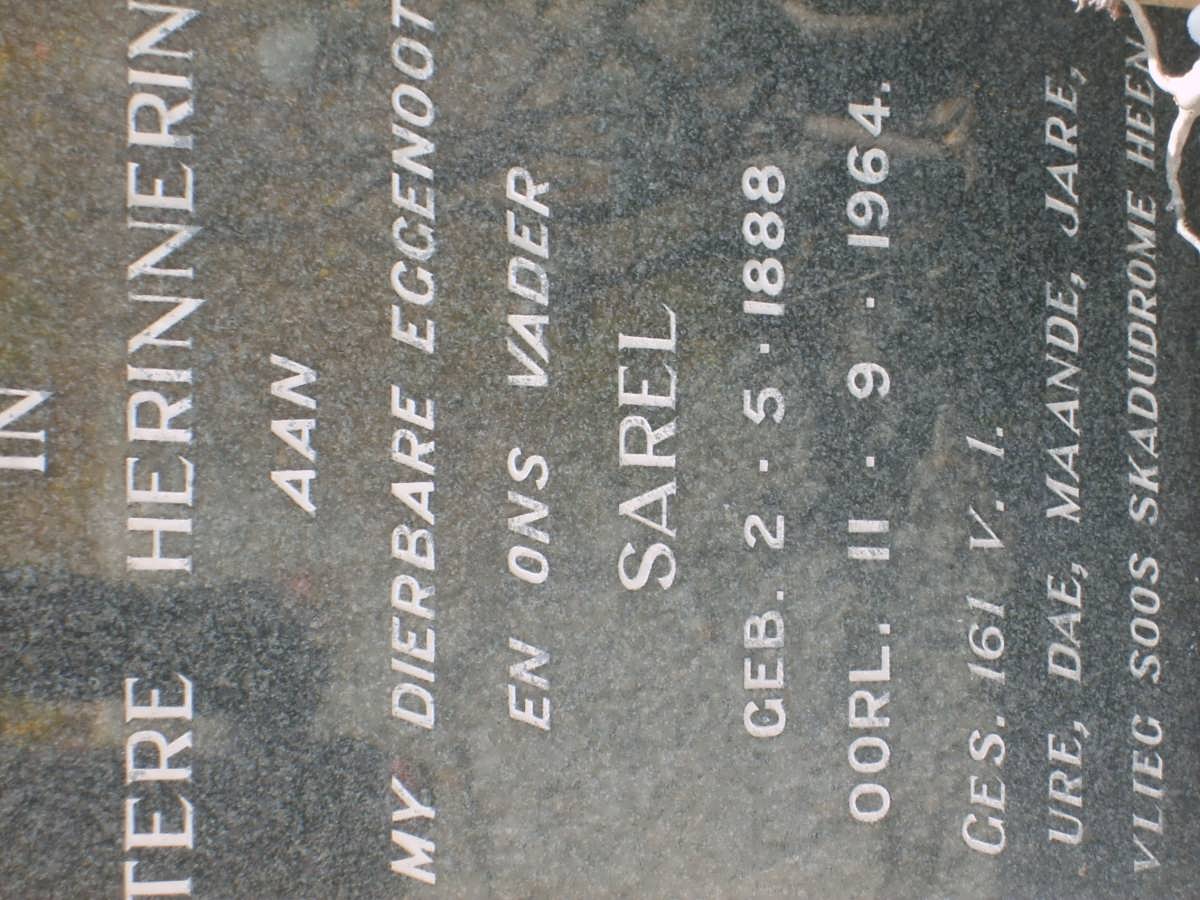 IN
TERE HERINNERIN
AAN
MY DIERBARE EGGENOOT
EN ONS VADER
SAREL
GEB. 2 · 5 · 1888
OORL. 11 · 9 · 1964.
GES. 161 V. 1.
URE, DAE, MAANDE, JARE,
VLIEG SOOS SKADUDROME HEEN